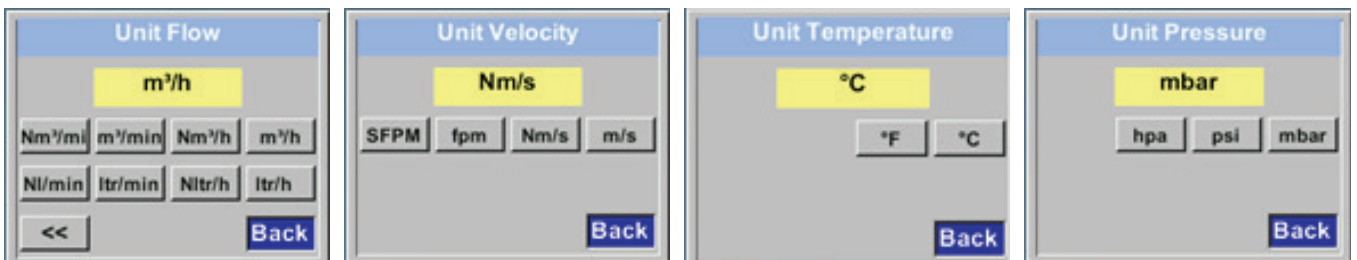 Unit Flow
m³/h
Nm³/mi m³/min Nm³/h m³/h
Nl/min ltr/min Nltr/h ltr/h
<< Back
Unit Velocity
Nm/s
SFPM fpm Nm/s m/s
Back
Unit Temperature
°C
°F °C
Back
Unit Pressure
mbar
hpa psi mbar
Back